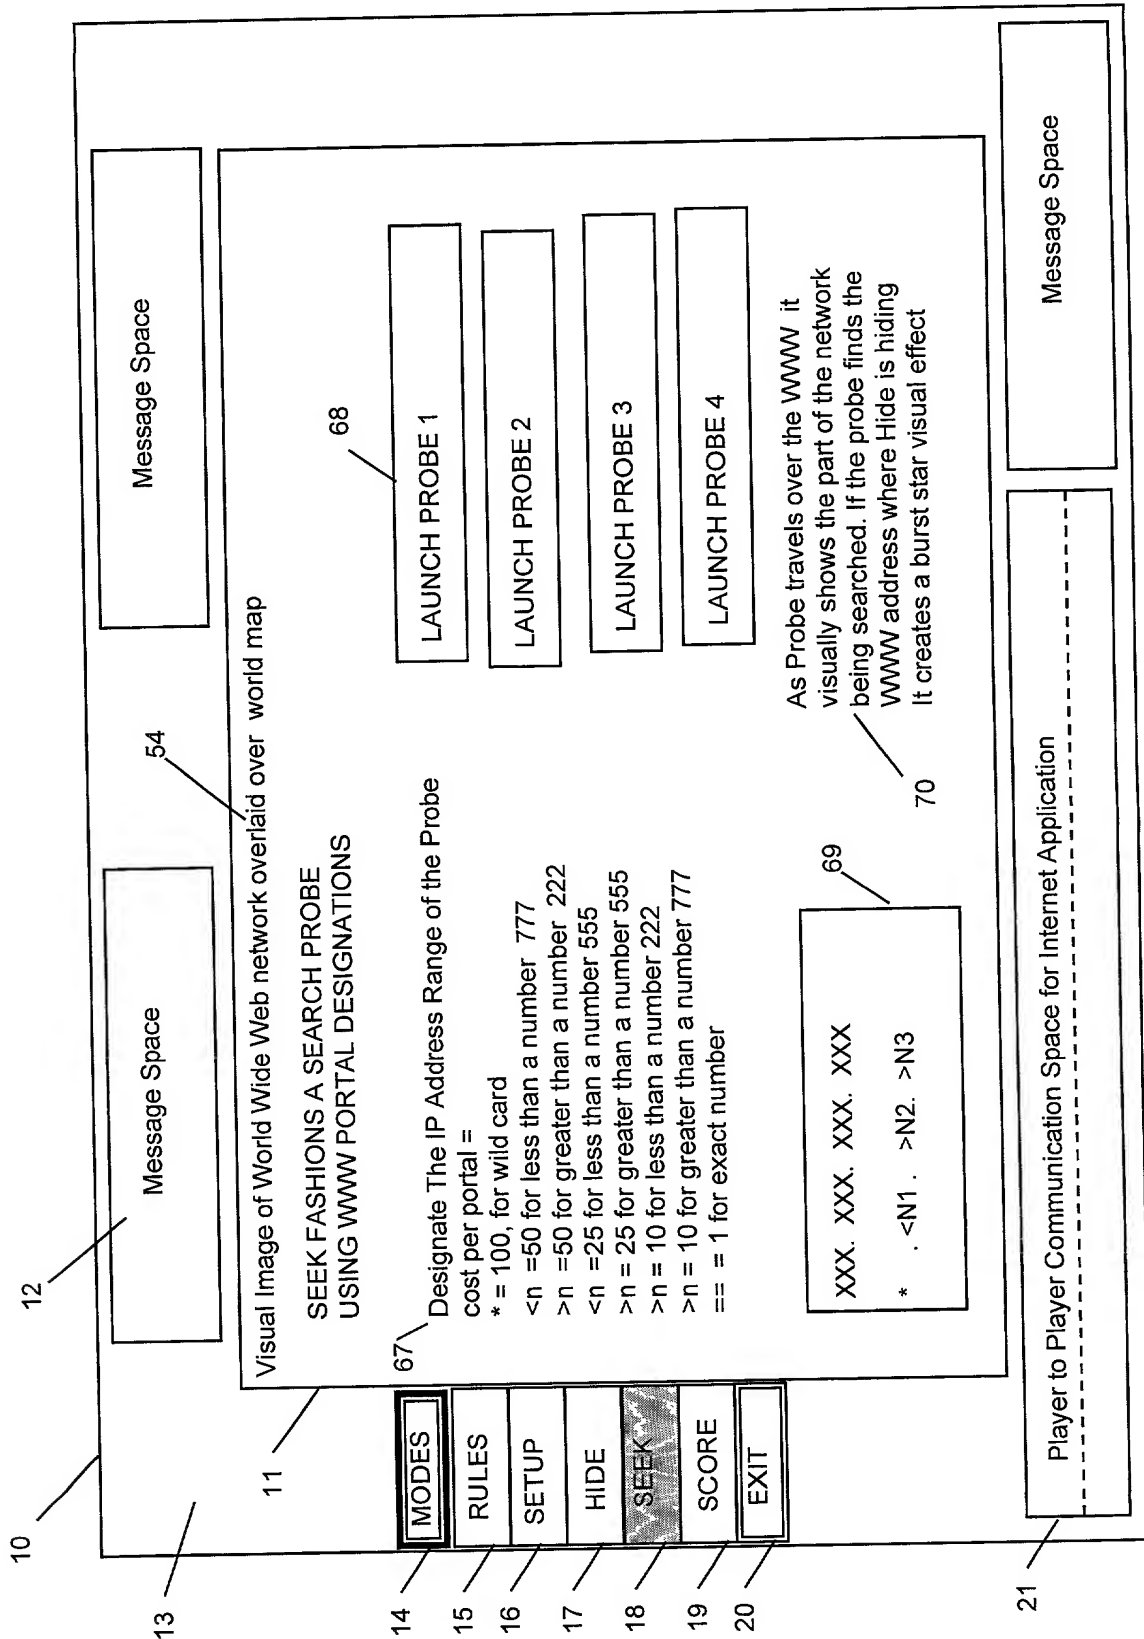 10
12
13
Message Space
Message Space
54
11
Visual Image of World Wide Web network overlaid over world map
SEEK FASHIONS A SEARCH PROBE
USING WWW PORTAL DESIGNATIONS
67
Designate The IP Address Range of the Probe
cost per portal =
* = 100, for wild card
<n =50 for less than a number 777
>n =50 for greater than a number 222
<n =25 for less than a number 555
>n = 25 for greater than a number 555
>n = 10 for less than a number 222
>n = 10 for greater than a number 777
== = 1 for exact number
68
LAUNCH PROBE 1
LAUNCH PROBE 2
LAUNCH PROBE 3
LAUNCH PROBE 4
14
MODES
15
RULES
16
SETUP
17
HIDE
18
SEEK
19
SCORE
20
EXIT
69
XXX. XXX. XXX. XXX. XXX
* . <N1 . >N2. >N3
70
As Probe travels over the WWW it
visually shows the part of the network
being searched. If the probe finds the
WWW address where Hide is hiding
It creates a burst star visual effect
21
Player to Player Communication Space for Internet Application
Message Space